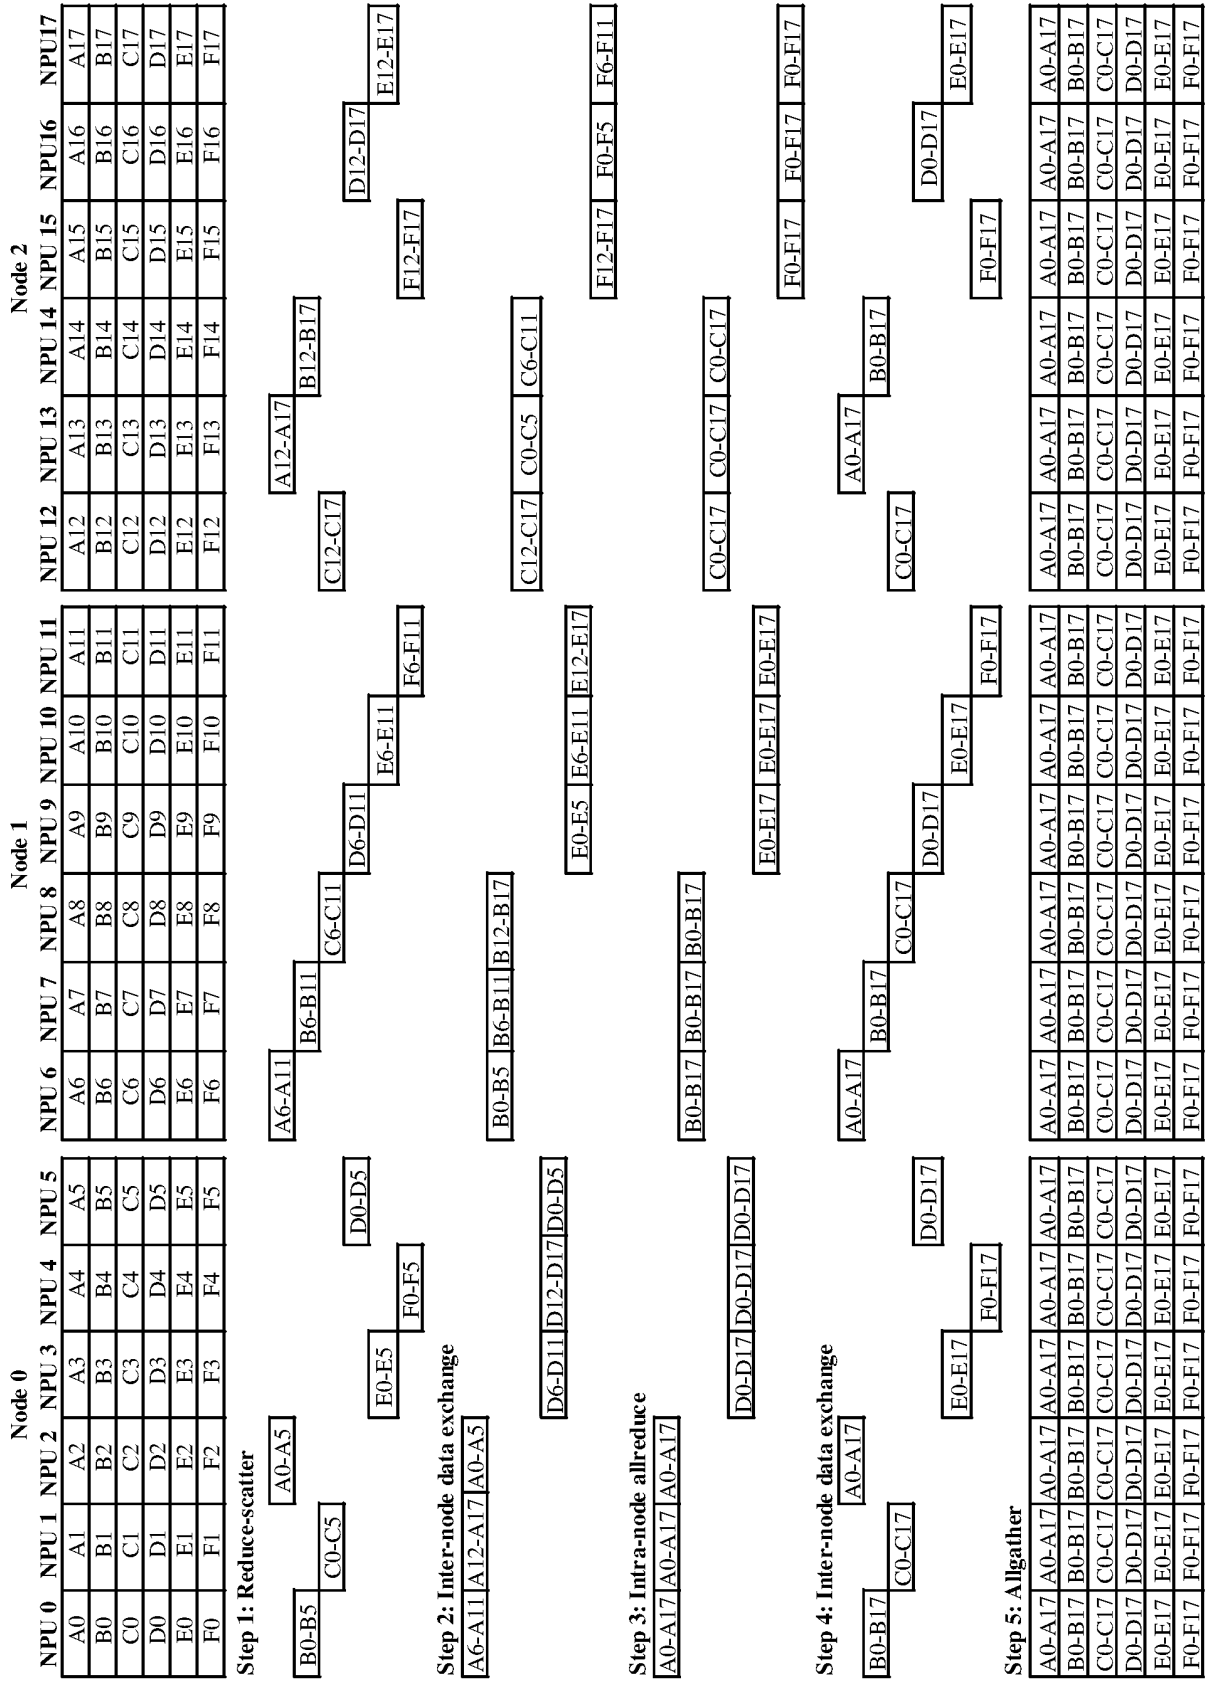 Node 0 Node 1 Node 2
NPU 0 NPU 1 NPU 2 NPU 3 NPU 4 NPU 5 NPU 6 NPU 7 NPU 8 NPU 9 NPU 10 NPU 11 NPU 12 NPU 13 NPU 14 NPU 15 NPU16 NPU17
A0 A1 A2 A3 A4 A5 A6 A7 A8 A9 A10 A11 A12 A13 A14 A15 A16 A17
B0 B1 B2 B3 B4 B5 B6 B7 B8 B9 B10 B11 B12 B13 B14 B15 B16 B17
C0 C1 C2 C3 C4 C5 C6 C7 C8 C9 C10 C11 C12 C13 C14 C15 C16 C17
D0 D1 D2 D3 D4 D5 D6 D7 D8 D9 D10 D11 D12 D13 D14 D15 D16 D17
E0 E1 E2 E3 E4 E5 E6 E7 E8 E9 E10 E11 E12 E13 E14 E15 E16 E17
F0 F1 F2 F3 F4 F5 F6 F7 F8 F9 F10 F11 F12 F13 F14 F15 F16 F17
Step 1: Reduce-scatter
A0-A5 A6-A11 A12-A17
B0-B5 B6-B11 B12-B17
C0-C5 C6-C11 C12-C17
D0-D5 D6-D11 D12-D17
E0-E5 E6-E11 E12-E17
F0-F5 F6-F11 F12-F17
Step 2: Inter-node data exchange
A6-A11 A12-A17 A0-A5
B0-B5 B6-B11 B12-B17
C12-C17 C0-C5 C6-C11
D6-D11 D12-D17 D0-D5
E0-E5 E6-E11 E12-E17
F12-F17 F0-F5 F6-F11
Step 3: Intra-node allreduce
A0-A17 A0-A17 A0-A17
B0-B17 B0-B17 B0-B17
C0-C17 C0-C17 C0-C17
D0-D17 D0-D17 D0-D17
E0-E17 E0-E17 E0-E17
F0-F17 F0-F17 F0-F17
Step 4: Inter-node data exchange
A0-A17 A0-A17 A0-A17
B0-B17 B0-B17 B0-B17
C0-C17 C0-C17 C0-C17
D0-D17 D0-D17 D0-D17
E0-E17 E0-E17 E0-E17
F0-F17 F0-F17 F0-F17
Step 5: Allgather
A0-A17 A0-A17 A0-A17 A0-A17 A0-A17 A0-A17 A0-A17 A0-A17 A0-A17 A0-A17 A0-A17 A0-A17 A0-A17 A0-A17 A0-A17 A0-A17 A0-A17 A0-A17
B0-B17 B0-B17 B0-B17 B0-B17 B0-B17 B0-B17 B0-B17 B0-B17 B0-B17 B0-B17 B0-B17 B0-B17 B0-B17 B0-B17 B0-B17 B0-B17 B0-B17 B0-B17
C0-C17 C0-C17 C0-C17 C0-C17 C0-C17 C0-C17 C0-C17 C0-C17 C0-C17 C0-C17 C0-C17 C0-C17 C0-C17 C0-C17 C0-C17 C0-C17 C0-C17 C0-C17
D0-D17 D0-D17 D0-D17 D0-D17 D0-D17 D0-D17 D0-D17 D0-D17 D0-D17 D0-D17 D0-D17 D0-D17 D0-D17 D0-D17 D0-D17 D0-D17 D0-D17 D0-D17
E0-E17 E0-E17 E0-E17 E0-E17 E0-E17 E0-E17 E0-E17 E0-E17 E0-E17 E0-E17 E0-E17 E0-E17 E0-E17 E0-E17 E0-E17 E0-E17 E0-E17 E0-E17
F0-F17 F0-F17 F0-F17 F0-F17 F0-F17 F0-F17 F0-F17 F0-F17 F0-F17 F0-F17 F0-F17 F0-F17 F0-F17 F0-F17 F0-F17 F0-F17 F0-F17 F0-F17